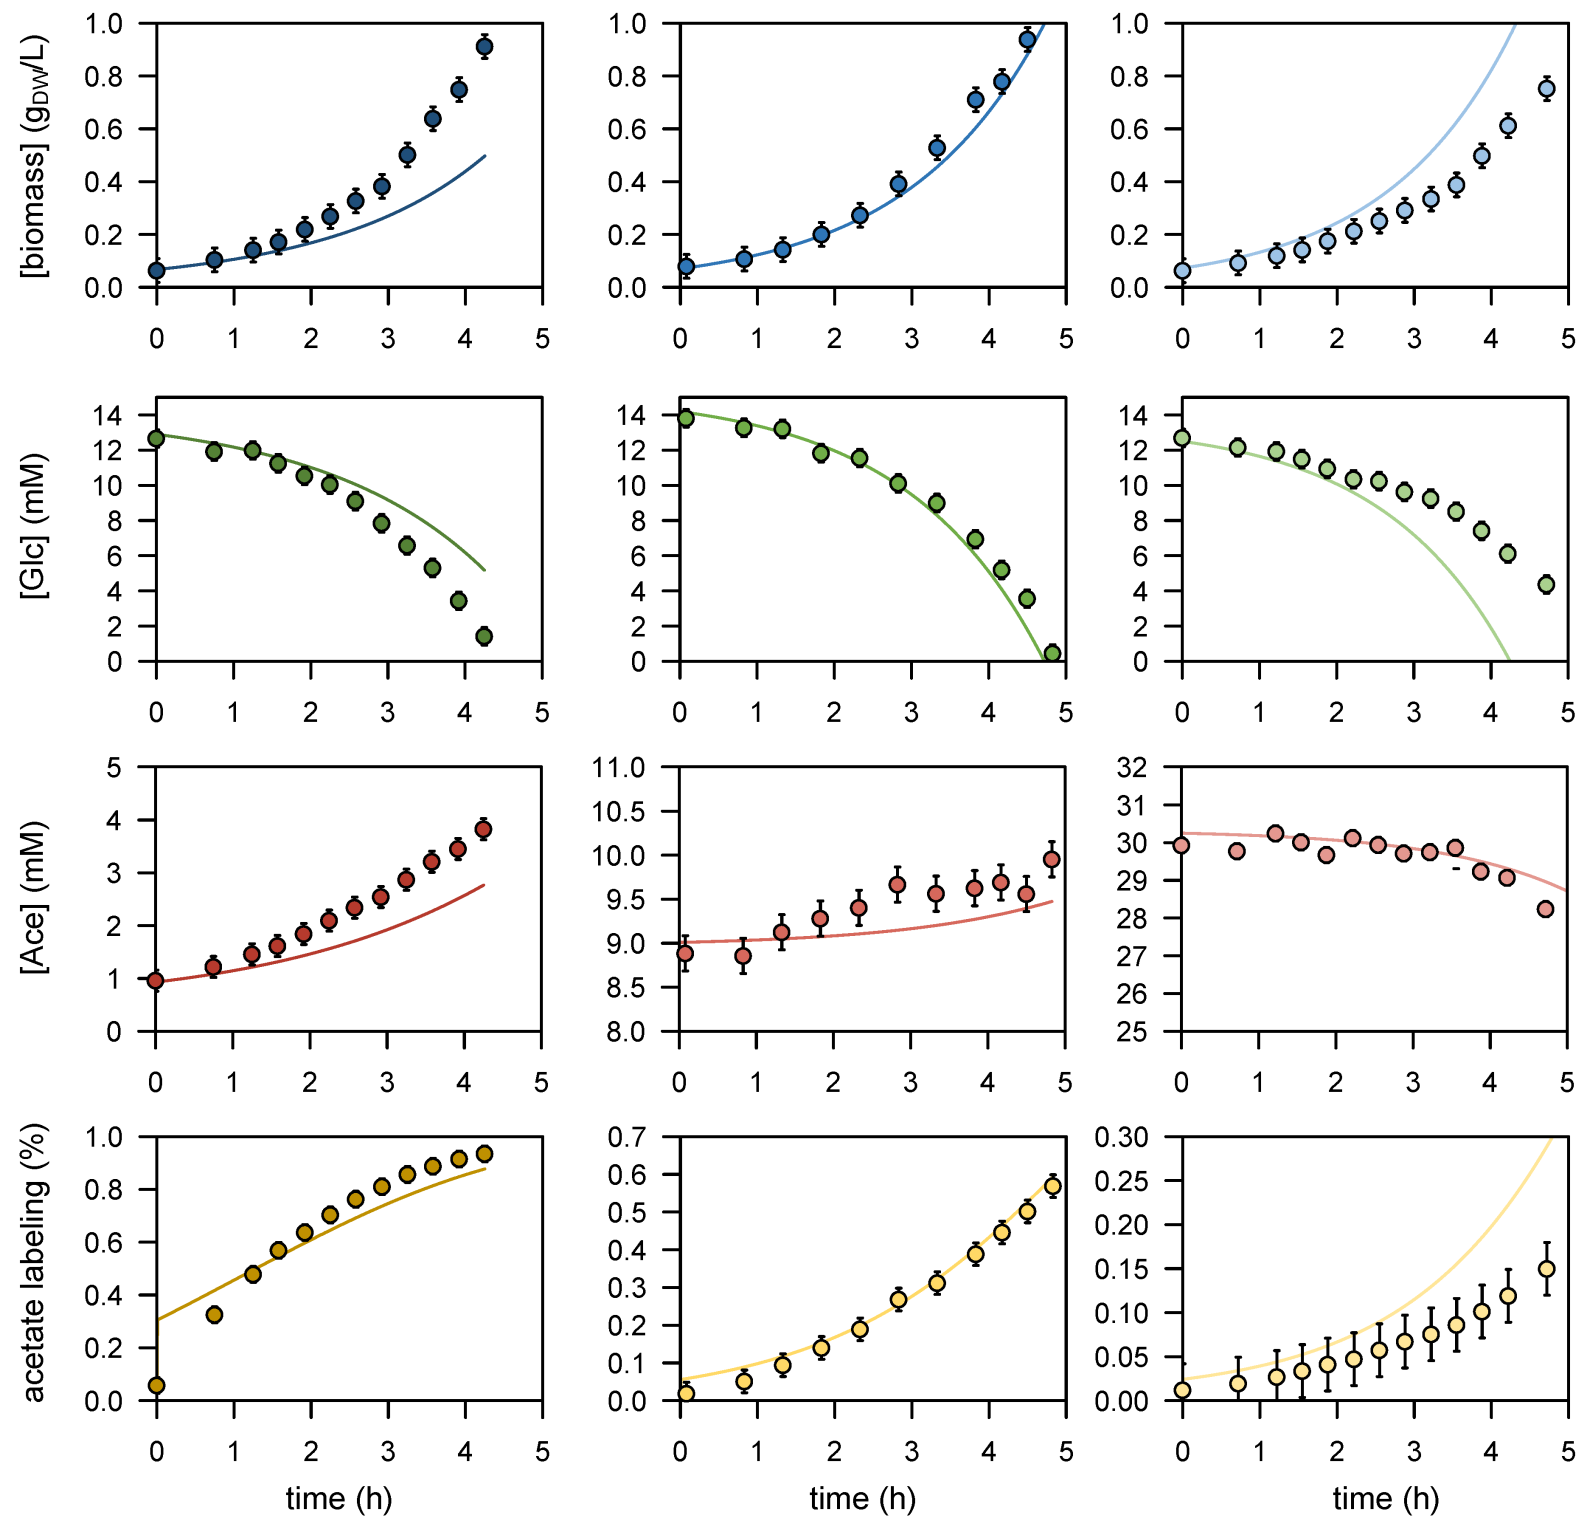 [biomass] (gDW/L)
1.0 1.0 1.0
0.8 0.8 0.8
0.6 0.6 0.6
0.4 0.4 0.4
0.2 0.2 0.2
0.0 0.0 0.0
0 1 2 3 4 5 0 1 2 3 4 5 0 1 2 3 4 5
[Glc] (mM)
14 14 14
12 12 12
10 10 10
8 8 8
6 6 6
4 4 4
2 2 2
0 0 0
0 1 2 3 4 5 0 1 2 3 4 5 0 1 2 3 4 5
[Ace] (mM)
5
4
3
2
1
0
0 1 2 3 4 5
11.0
10.5
10.0
9.5
9.0
8.5
8.0
0 1 2 3 4 5
32
31
30
29
28
27
26
25
0 1 2 3 4 5
acetate labeling (%)
1.0
0.8
0.6
0.4
0.2
0.0
0 1 2 3 4 5
time (h)
0.7
0.6
0.5
0.4
0.3
0.2
0.1
0.0
0 1 2 3 4 5
time (h)
0.30
0.25
0.20
0.15
0.10
0.05
0.00
0 1 2 3 4 5
time (h)